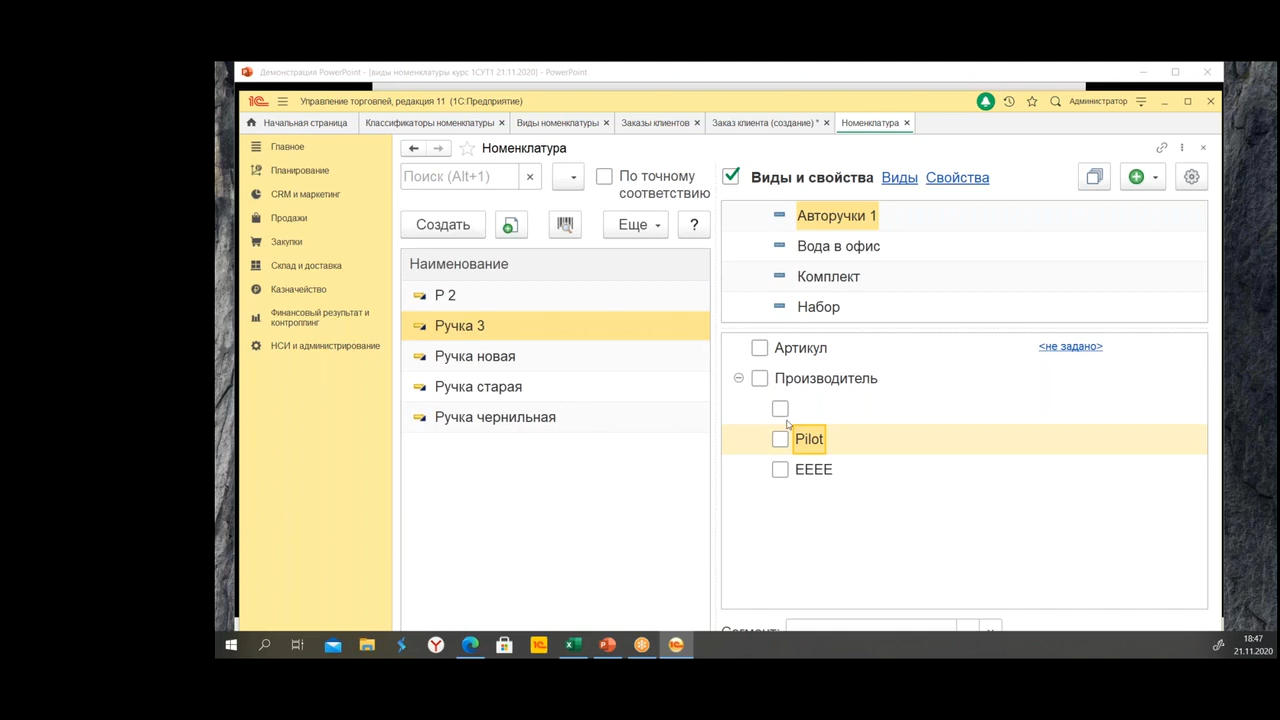 Демонстрация PowerPoint - [виды номенклатуры курс 1СУТ1 21.11.2020] - PowerPoint
1С Управление торговлей, редакция 11 (1С:Предприятие) Администратор
Начальная страница Классификаторы номенклатуры Виды номенклатуры Заказы клиентов Заказ клиента (создание) * Номенклатура
Главное
Планирование
CRM и маркетинг
Продажи
Закупки
Склад и доставка
Казначейство
Финансовый результат и
контроллинг
НСИ и администрирование
Номенклатура
Поиск (Alt+1)
По точному
соответствию
Создать Еще ?
Наименование
Р 2
Ручка 3
Ручка новая
Ручка старая
Ручка чернильная
Виды и свойства Виды Свойства
Авторучки 1
Вода в офис
Комплект
Набор
Артикул <не задано>
Производитель
Pilot
EEEE
Сегмент:
18:47
21.11.2020